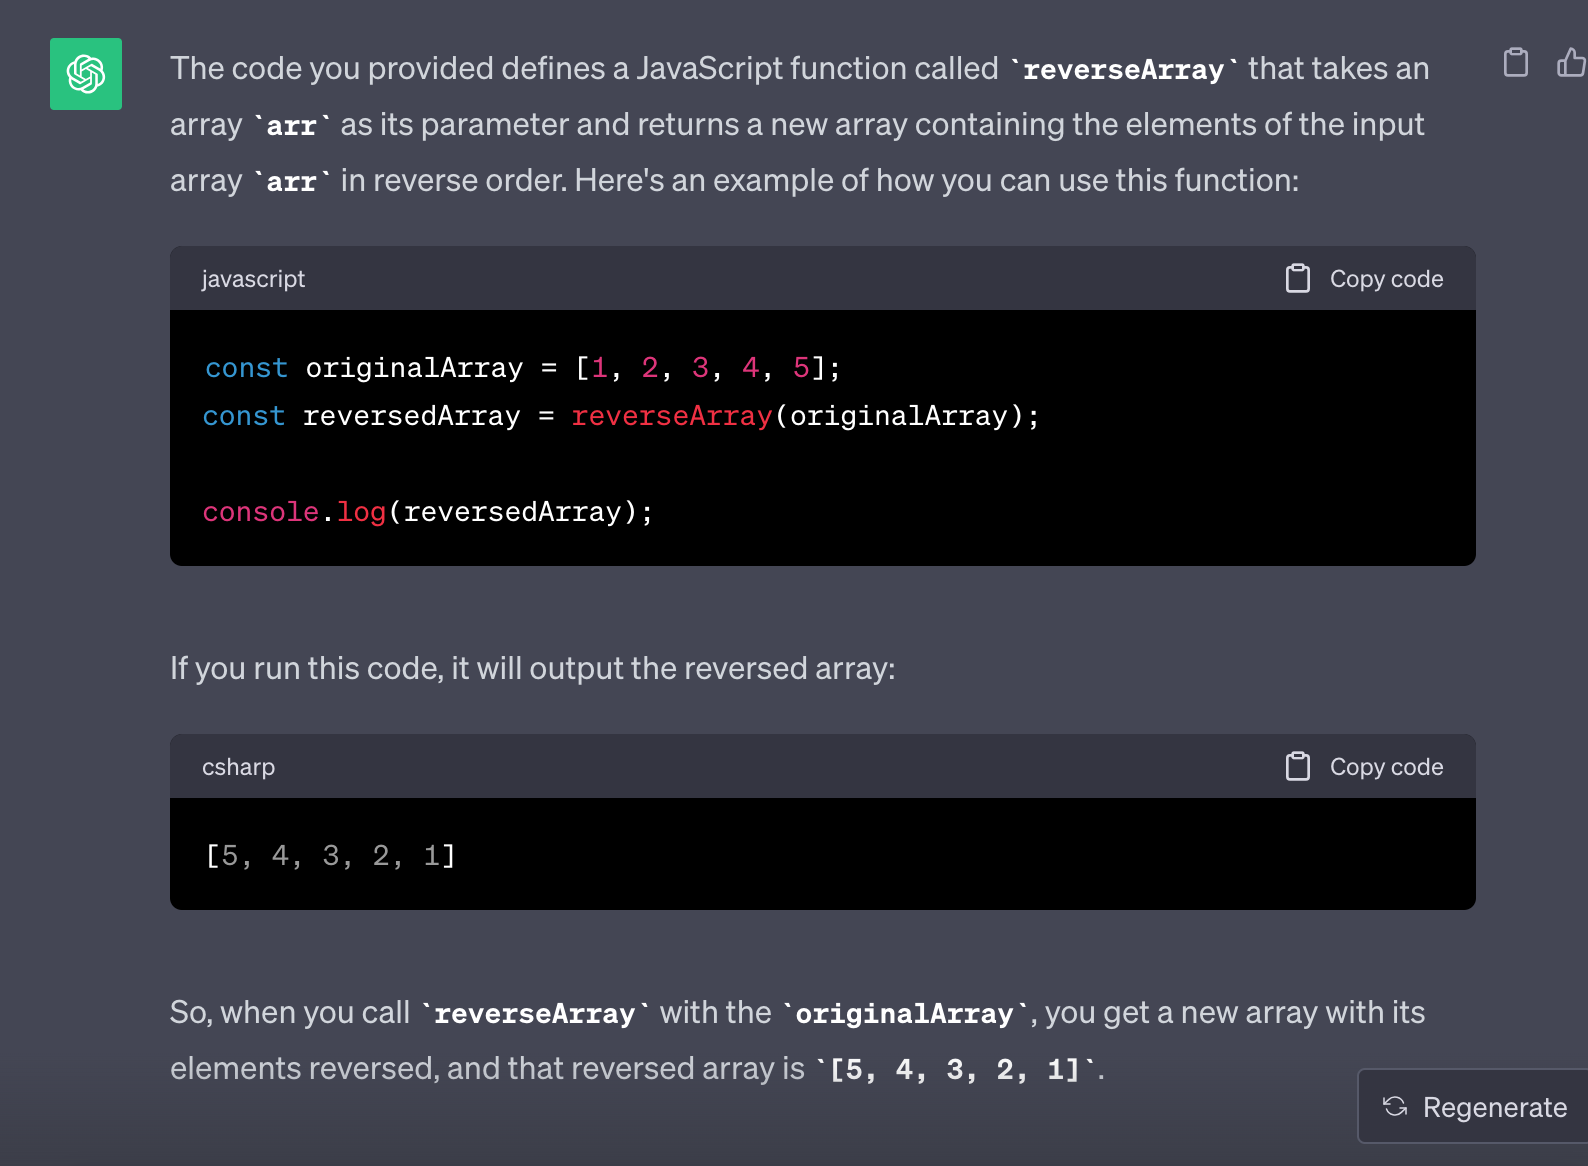 The code you provided defines a JavaScript function called `reverseArray` that takes an
array `arr` as its parameter and returns a new array containing the elements of the input
array `arr` in reverse order. Here's an example of how you can use this function:
javascript
Copy code
const originalArray = [1, 2, 3, 4, 5];
const reversedArray = reverseArray(originalArray);

console.log(reversedArray);
If you run this code, it will output the reversed array:
csharp
Copy code
[5, 4, 3, 2, 1]
So, when you call `reverseArray` with the `originalArray`, you get a new array with its
elements reversed, and that reversed array is `[5, 4, 3, 2, 1]`.
Regenerate